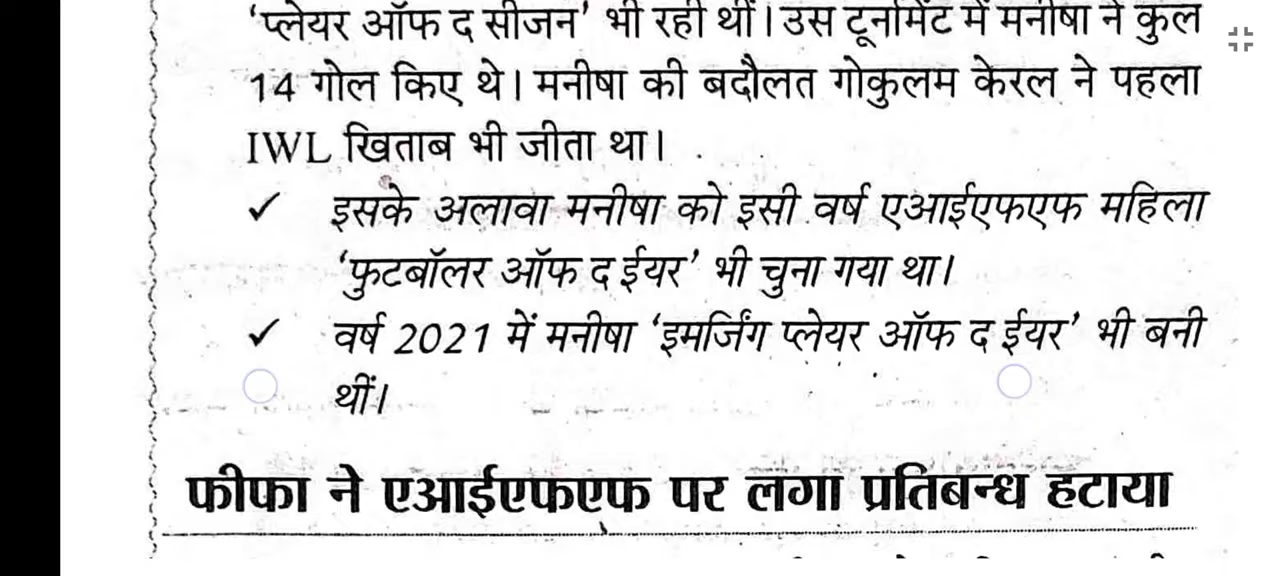 ‘प्लेयर ऑफ द सीजन’ भी रही थीं। उस टूर्नामेंट में मनीषा ने कुल
14 गोल किए थे। मनीषा की बदौलत गोकुलम केरल ने पहला
IWL खिताब भी जीता था।
✓ इसके अलावा मनीषा को इसी वर्ष एआईएफएफ महिला
‘फुटबॉलर ऑफ द ईयर’ भी चुना गया था।
✓ वर्ष 2021 में मनीषा ‘इमर्जिंग प्लेयर ऑफ द ईयर’ भी बनी
थीं।
फीफा ने एआईएफएफ पर लगा प्रतिबन्ध हटाया